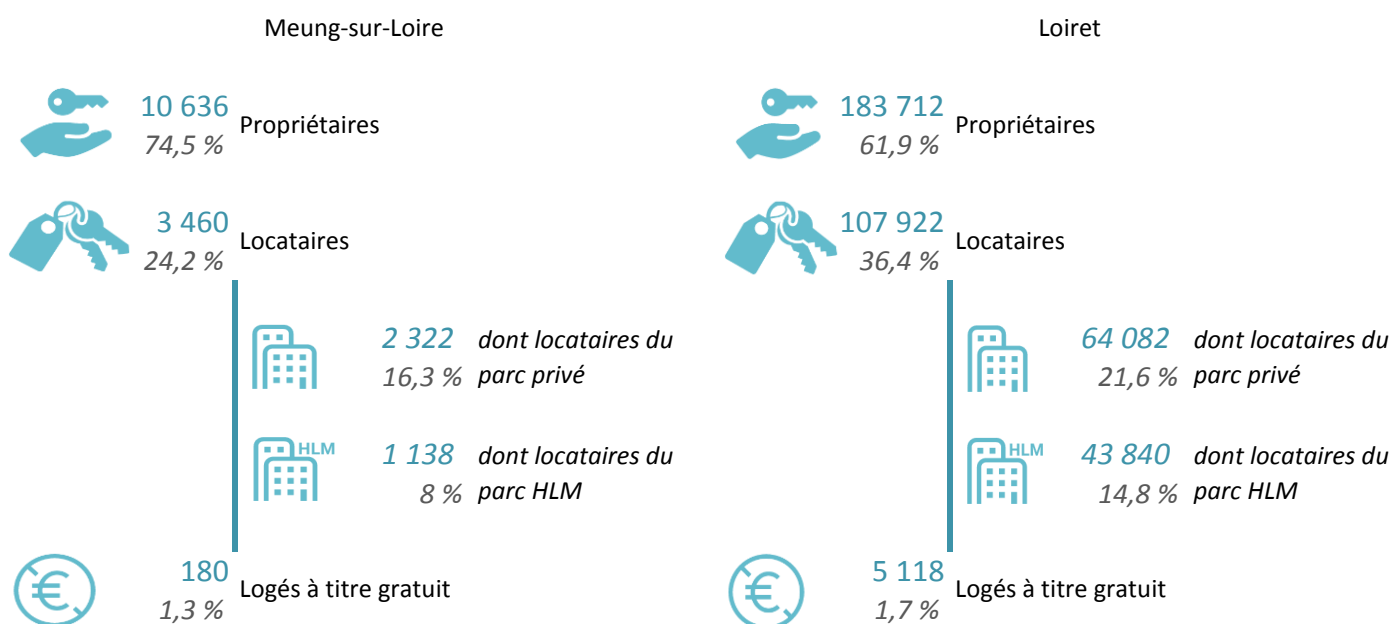 Meung-sur-Loire
10 636
74,5 %
Propriétaires
3 460
24,2 %
Locataires
2 322
16,3 %
dont locataires du
parc privé
HLM
1 138
8 %
dont locataires du
parc HLM
180
1,3 %
Logés à titre gratuit
Loiret
183 712
61,9 %
Propriétaires
107 922
36,4 %
Locataires
64 082
21,6 %
dont locataires du
parc privé
HLM
43 840
14,8 %
dont locataires du
parc HLM
5 118
1,7 %
Logés à titre gratuit